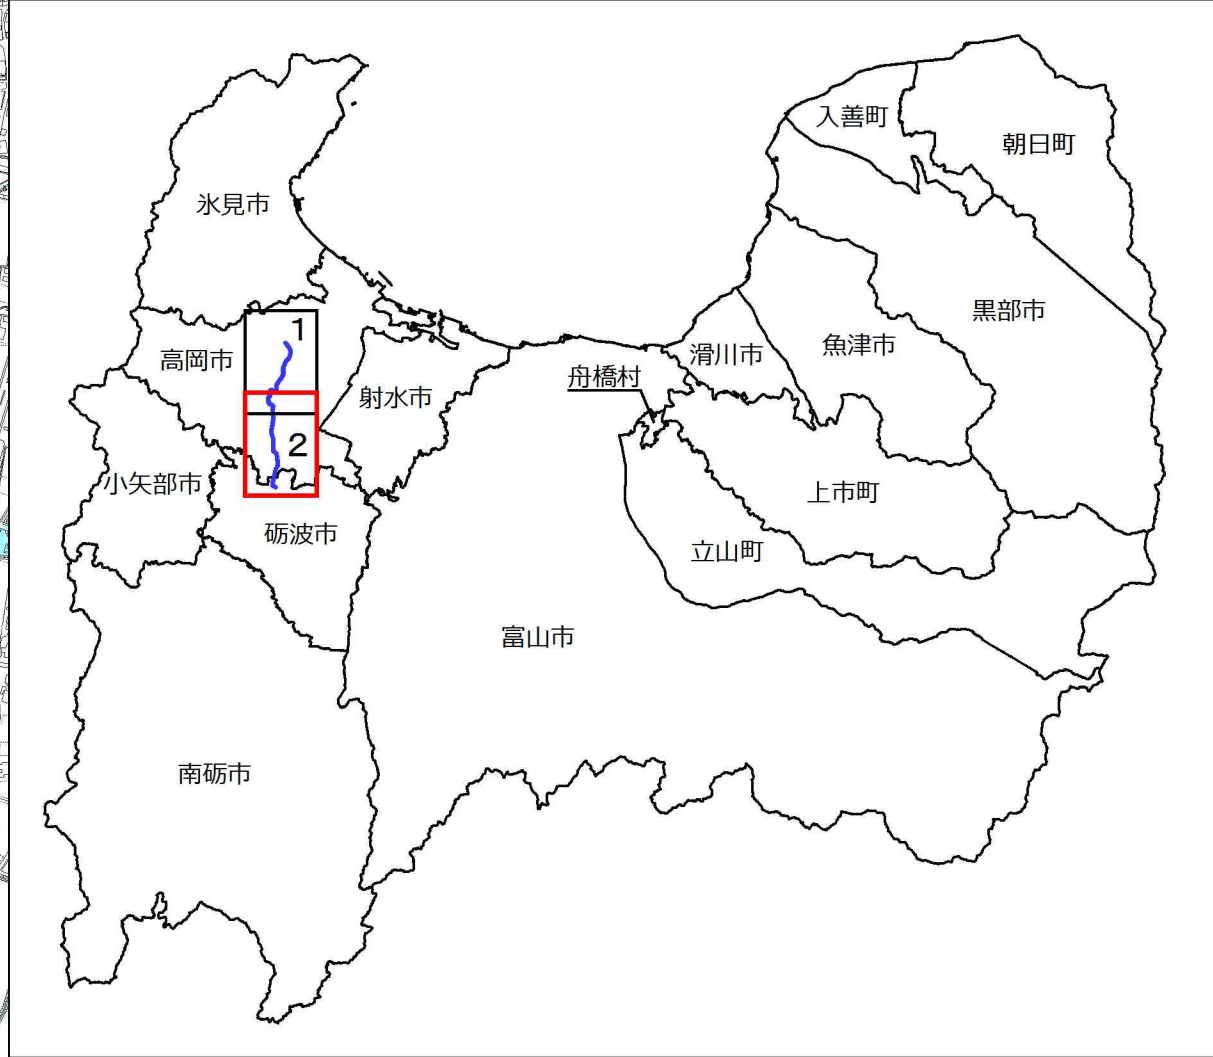 入善町
朝日町
氷見市
黒部市
1
高岡市
魚津市
滑川市
舟橋村
射水市
2
小矢部市
上市町
砺波市
立山町
富山市
南砺市